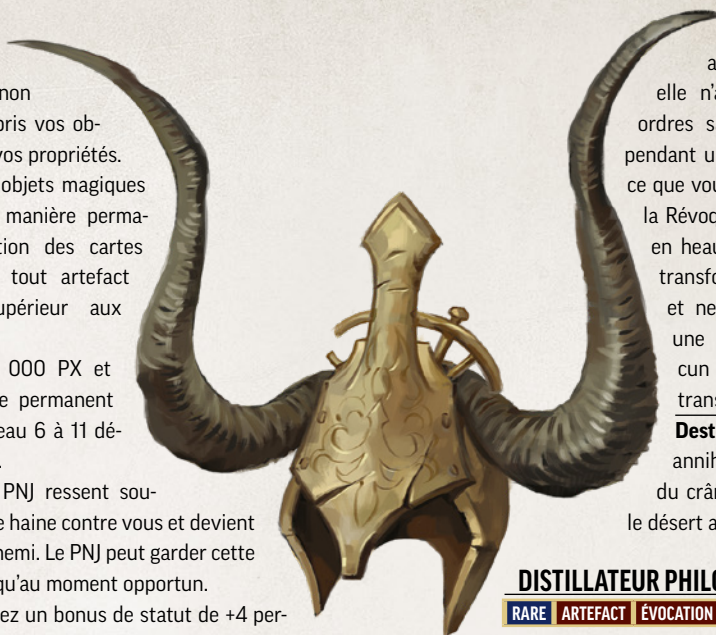 non
pris vos ob-
vos propriétés.
objets magiques
manière perma-
tion des cartes
tout artefact
upérieur aux
000 PX et
e permanent
eau 6 à 11 dé-
PNJ ressent sou-
e haine contre vous et devient
nemi. Le PNJ peut garder cette
qu'au moment opportun.
ez un bonus de statut de +4 per-
a
elle n'a
ordres s
pendant u
ce que vou
la Révoc
en heau
transfo
et ne
une
cun
trans
Dest
annih
du crân
le désert a
DISTILLATEUR PHILO
RARE ARTEFACT ÉVOCATION